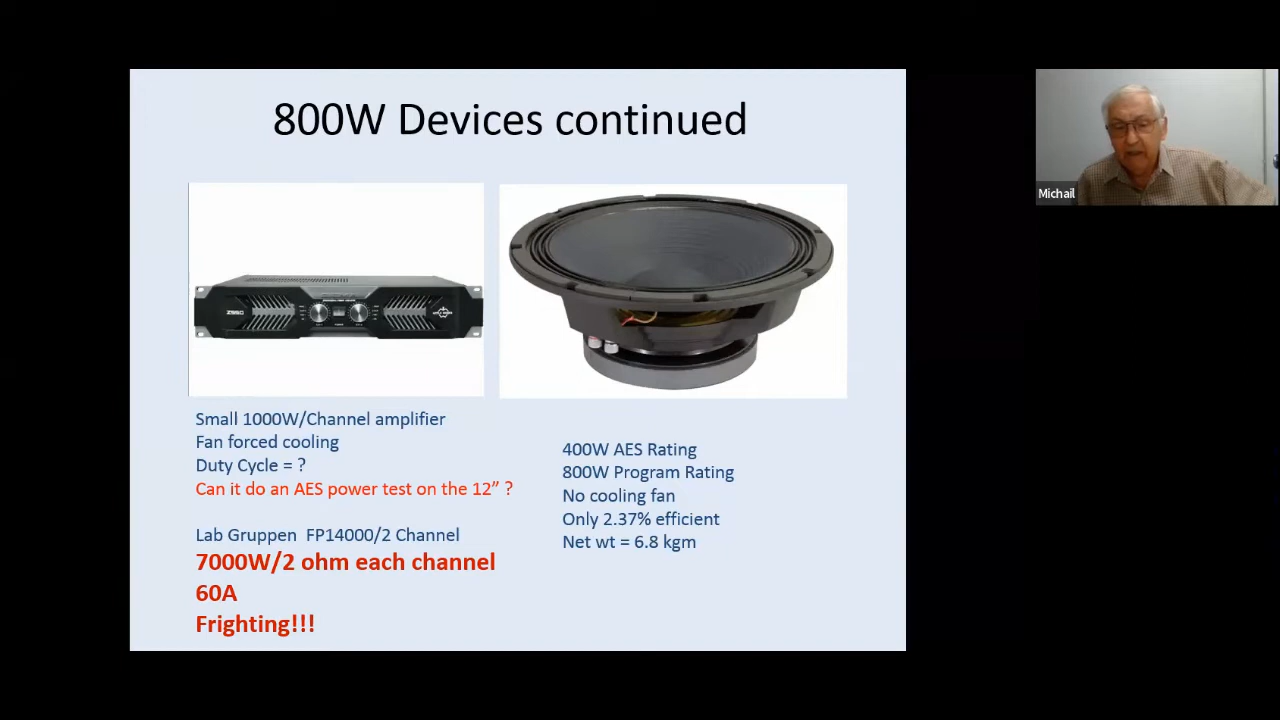 800W Devices continued
Small 1000W/Channel amplifier
Fan forced cooling
Duty Cycle = ?
Can it do an AES power test on the 12” ?
Lab Gruppen FP14000/2 Channel
7000W/2 ohm each channel
60A
Frighting!!!
400W AES Rating
800W Program Rating
No cooling fan
Only 2.37% efficient
Net wt = 6.8 kgm
Michail